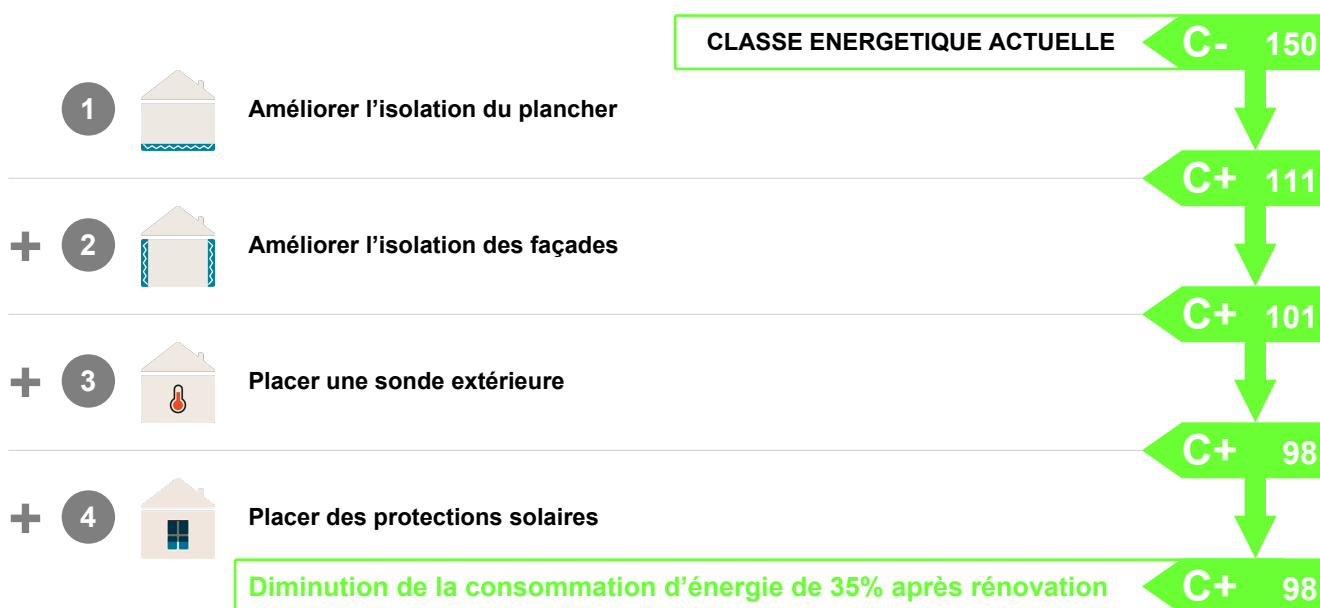 CLASSE ENERGETIQUE ACTUELLE C- 150
1 Améliorer l’isolation du plancher
C+ 111
+ 2 Améliorer l’isolation des façades
C+ 101
+ 3 Placer une sonde extérieure
C+ 98
+ 4 Placer des protections solaires
Diminution de la consommation d’énergie de 35% après rénovation C+ 98